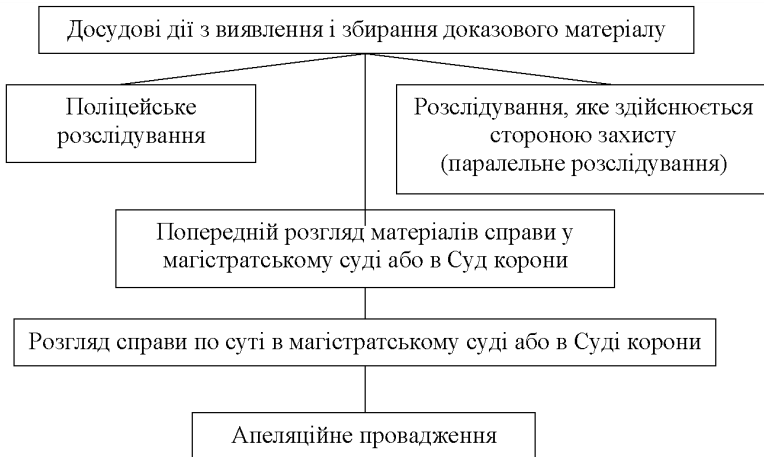 Досудові дії з виявлення і збирання доказового матеріалу
Поліцейське
розслідування
Розслідування, яке здійснюється
стороною захисту
(паралельне розслідування)
Попередній розгляд матеріалів справи у
магістратському суді або в Суд корони
Розгляд справи по суті в магістратському суді або в Суді корони
Апеляційне провадження